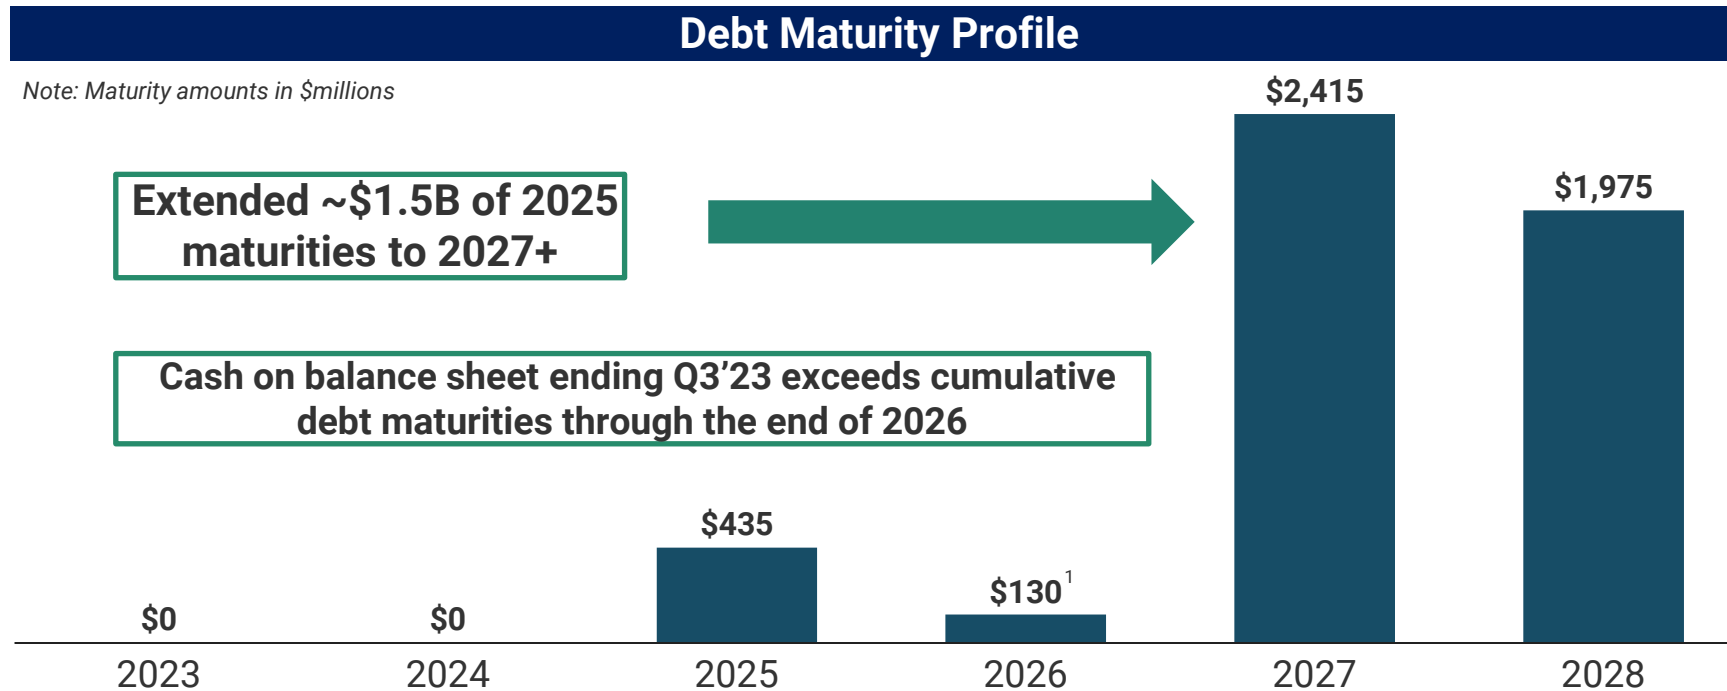 Debt Maturity Profile
Note: Maturity amounts in $millions
$2,415
$1,975
Extended ~$1.5B of 2025
maturities to 2027+
Cash on balance sheet ending Q3’23 exceeds cumulative
debt maturities through the end of 2026
$435
$130¹
$0 $0
2023 2024 2025 2026 2027 2028